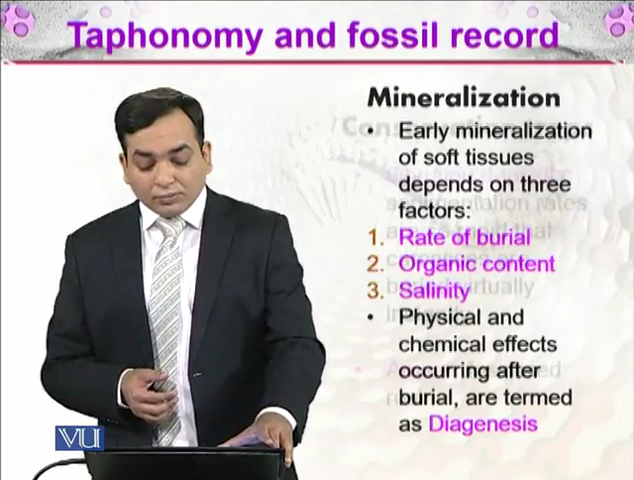 Taphonomy and fossil record
Mineralization
• Early mineralization
of soft tissues
depends on three
factors:
1. Rate of burial
2. Organic content
3. Salinity
• Physical and
chemical effects
occurring after
burial, are termed
as Diagenesis
VU